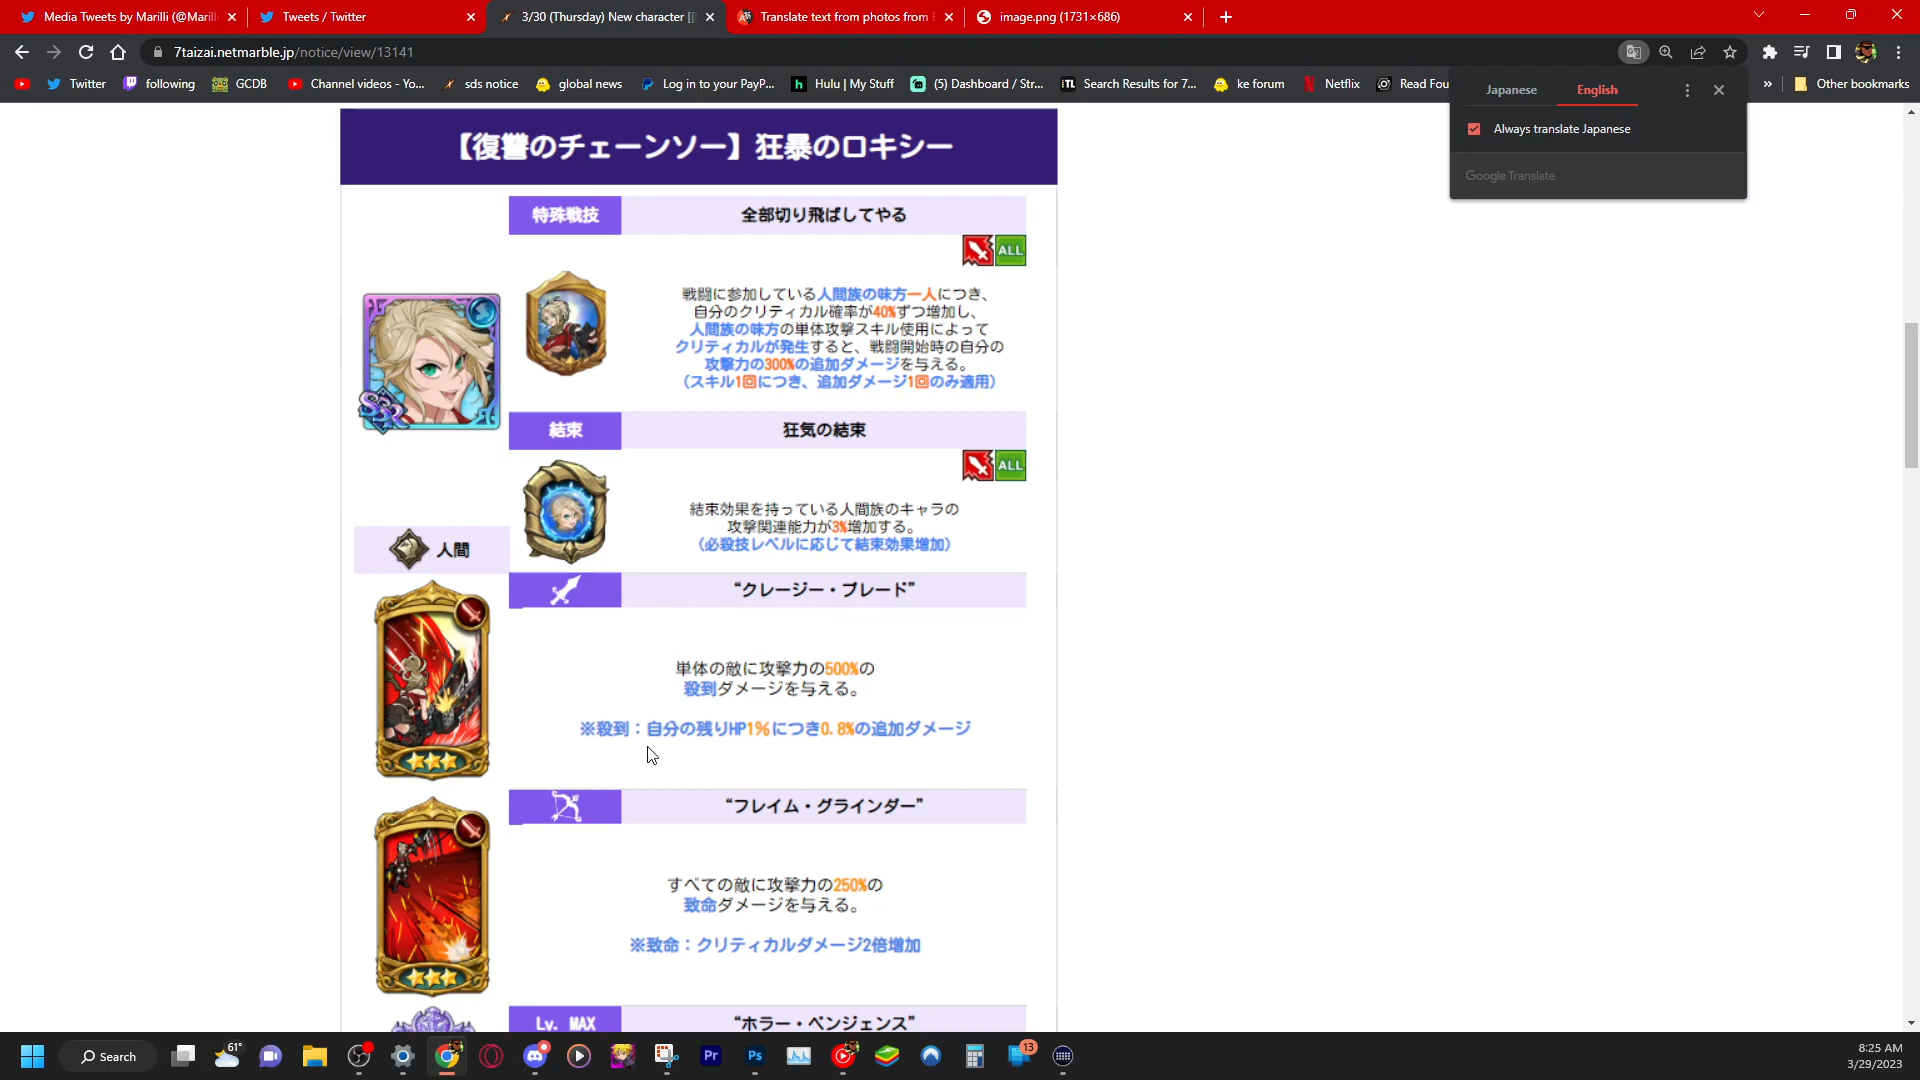 Media Tweets by Marilli (@Maril
Tweets / Twitter
3/30 (Thursday) New character [
Translate text from photos from
image.png (1731×686)
7taizai.netmarble.jp/notice/view/13141
Twitter
following
GCDB
Channel videos - Yo...
sds notice
global news
Log in to your PayP...
Hulu | My Stuff
(5) Dashboard / Str...
Search Results for 7...
ke forum
Netflix
Read Fou
Other bookmarks
Japanese
English
Always translate Japanese
Google Translate
【復讐のチェーンソー】狂暴のロキシー
特殊戦技
全部切り飛ばしてやる
ALL
戦闘に参加している人間族の味方一人につき、
自分のクリティカル確率が40%ずつ増加し、
人間族の味方の単体攻撃スキル使用によって
クリティカルが発生すると、戦闘開始時の自分の
攻撃力の300%の追加ダメージを与える。
(スキル1回につき、追加ダメージ1回のみ適用)
SSR
結束
狂気の結束
ALL
結束効果を持っている人間族のキャラの
攻撃関連能力が3%増加する。
(必殺技レベルに応じて結束効果増加)
人間
“クレージー・ブレード”
単体の敵に攻撃力の500%の
殺到ダメージを与える。
※殺到：自分の残りHP1%につき0.8%の追加ダメージ
“フレイム・グラインダー”
すべての敵に攻撃力の250%の
致命ダメージを与える。
※致命：クリティカルダメージ2倍増加
Lv. MAX
“ホラー・ベンジェンス”
61°
Search
Pr
Ps
13
8:25 AM
3/29/2023